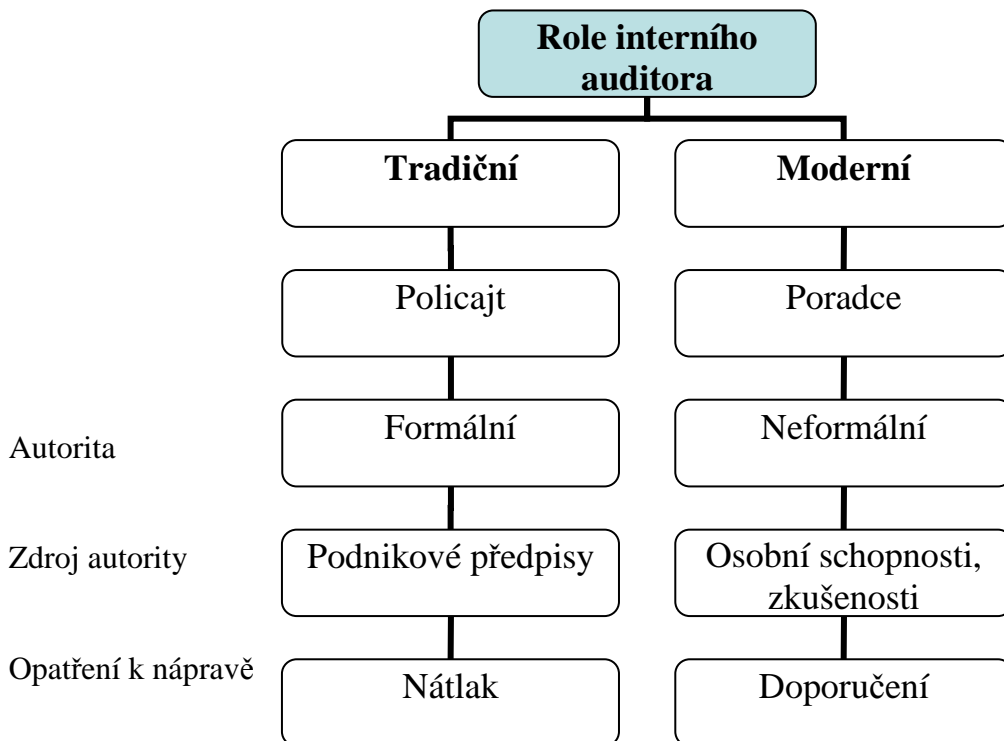 Role interního
auditora
Tradiční
Moderní
Policajt
Poradce
Autorita
Formální
Neformální
Zdroj autority
Podnikové předpisy
Osobní schopnosti,
zkušenosti
Opatření k nápravě
Nátlak
Doporučení